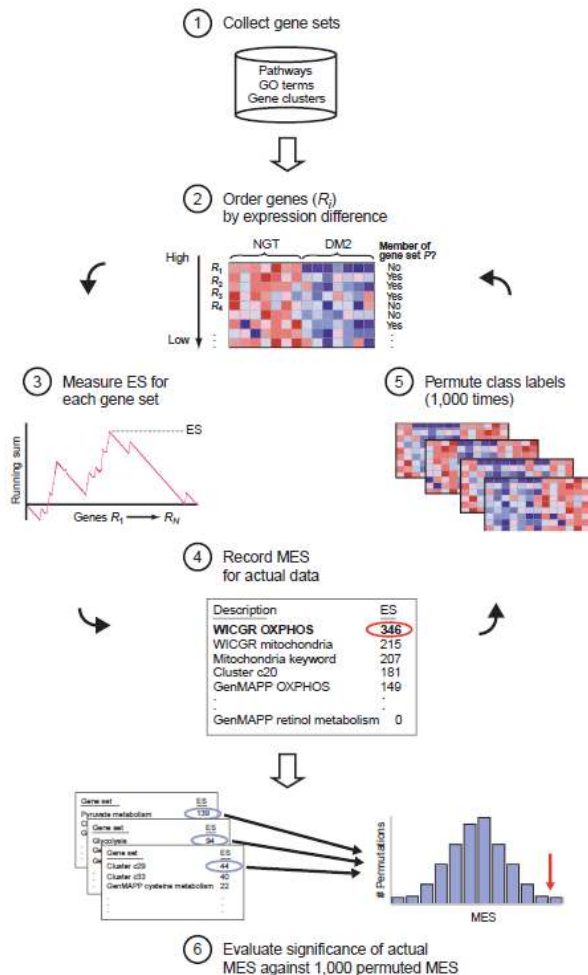 1 Collect gene sets
Pathways
GO terms
Gene clusters
2 Order genes (Ri)
by expression difference
NGT DM2 Member of
gene set P?
High
R1 No
R2 Yes
R3 Yes
R4 Yes
No
No
Yes
Low
3 Measure ES for
each gene set
ES
Running sum
Genes R1 → RN
5 Permute class labels
(1,000 times)
4 Record MES
for actual data
Description ES
WICGR OXPHOS 346
WICGR mitochondria 215
Mitochondria keyword 207
Cluster c20 181
GenMAPP OXPHOS 149
GenMAPP retinol metabolism 0
Gene set ES
Pyruvate metabolism 139
Gene set ES
Glycolysis 94
Gene set ES
Cluster c29 44
Cluster c33 40
GenMAPP cysteine metabolism 22
# Permutations
MES
6 Evaluate significance of actual
MES against 1,000 permuted MES